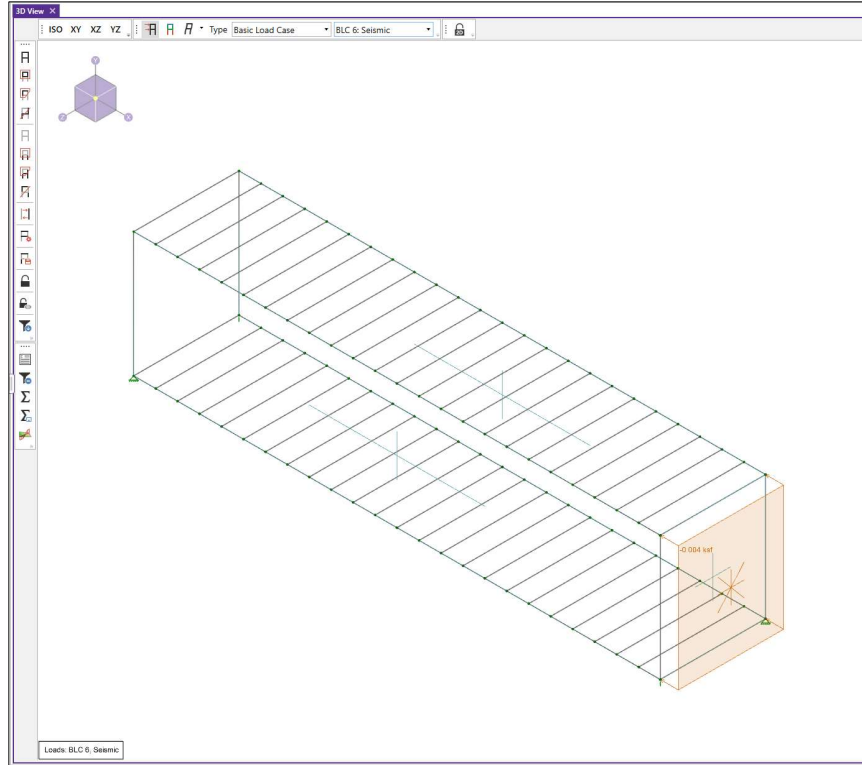 3D View
ISO XY XZ YZ Type Basic Load Case BLC 6: Seismic
Y
Z X
-0.004 ksf
Loads: BLC 6, Seismic